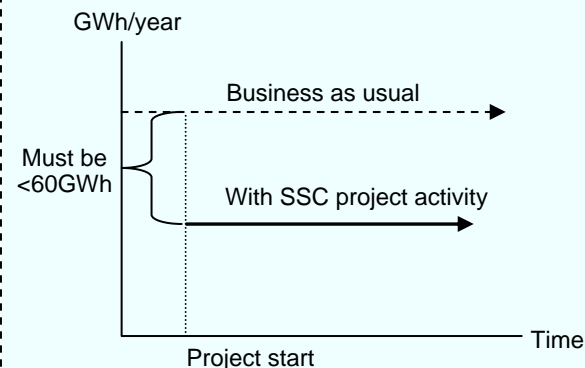 GWh/year
Business as usual
Must be
<60GWh
With SSC project activity
Time
Project start